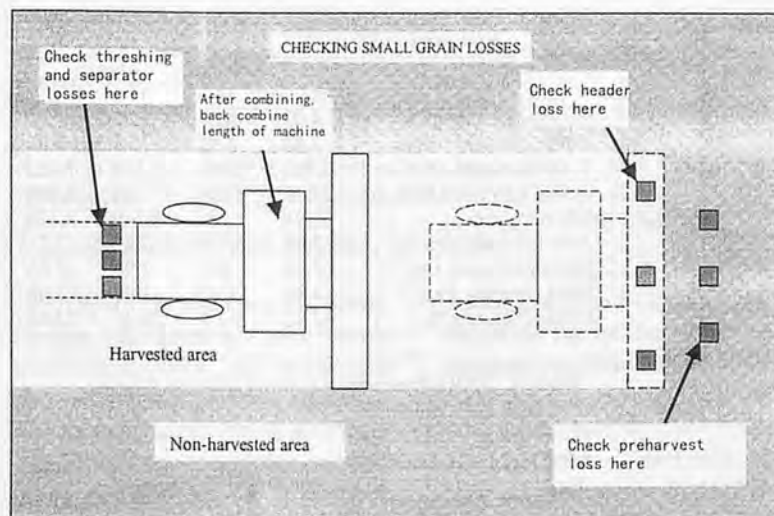 CHECKING SMALL GRAIN LOSSES
Check threshing
and separator
losses here
After combining,
back combine
length of machine
Check header
loss here
Harvested area
Non-harvested area
Check preharvest
loss here